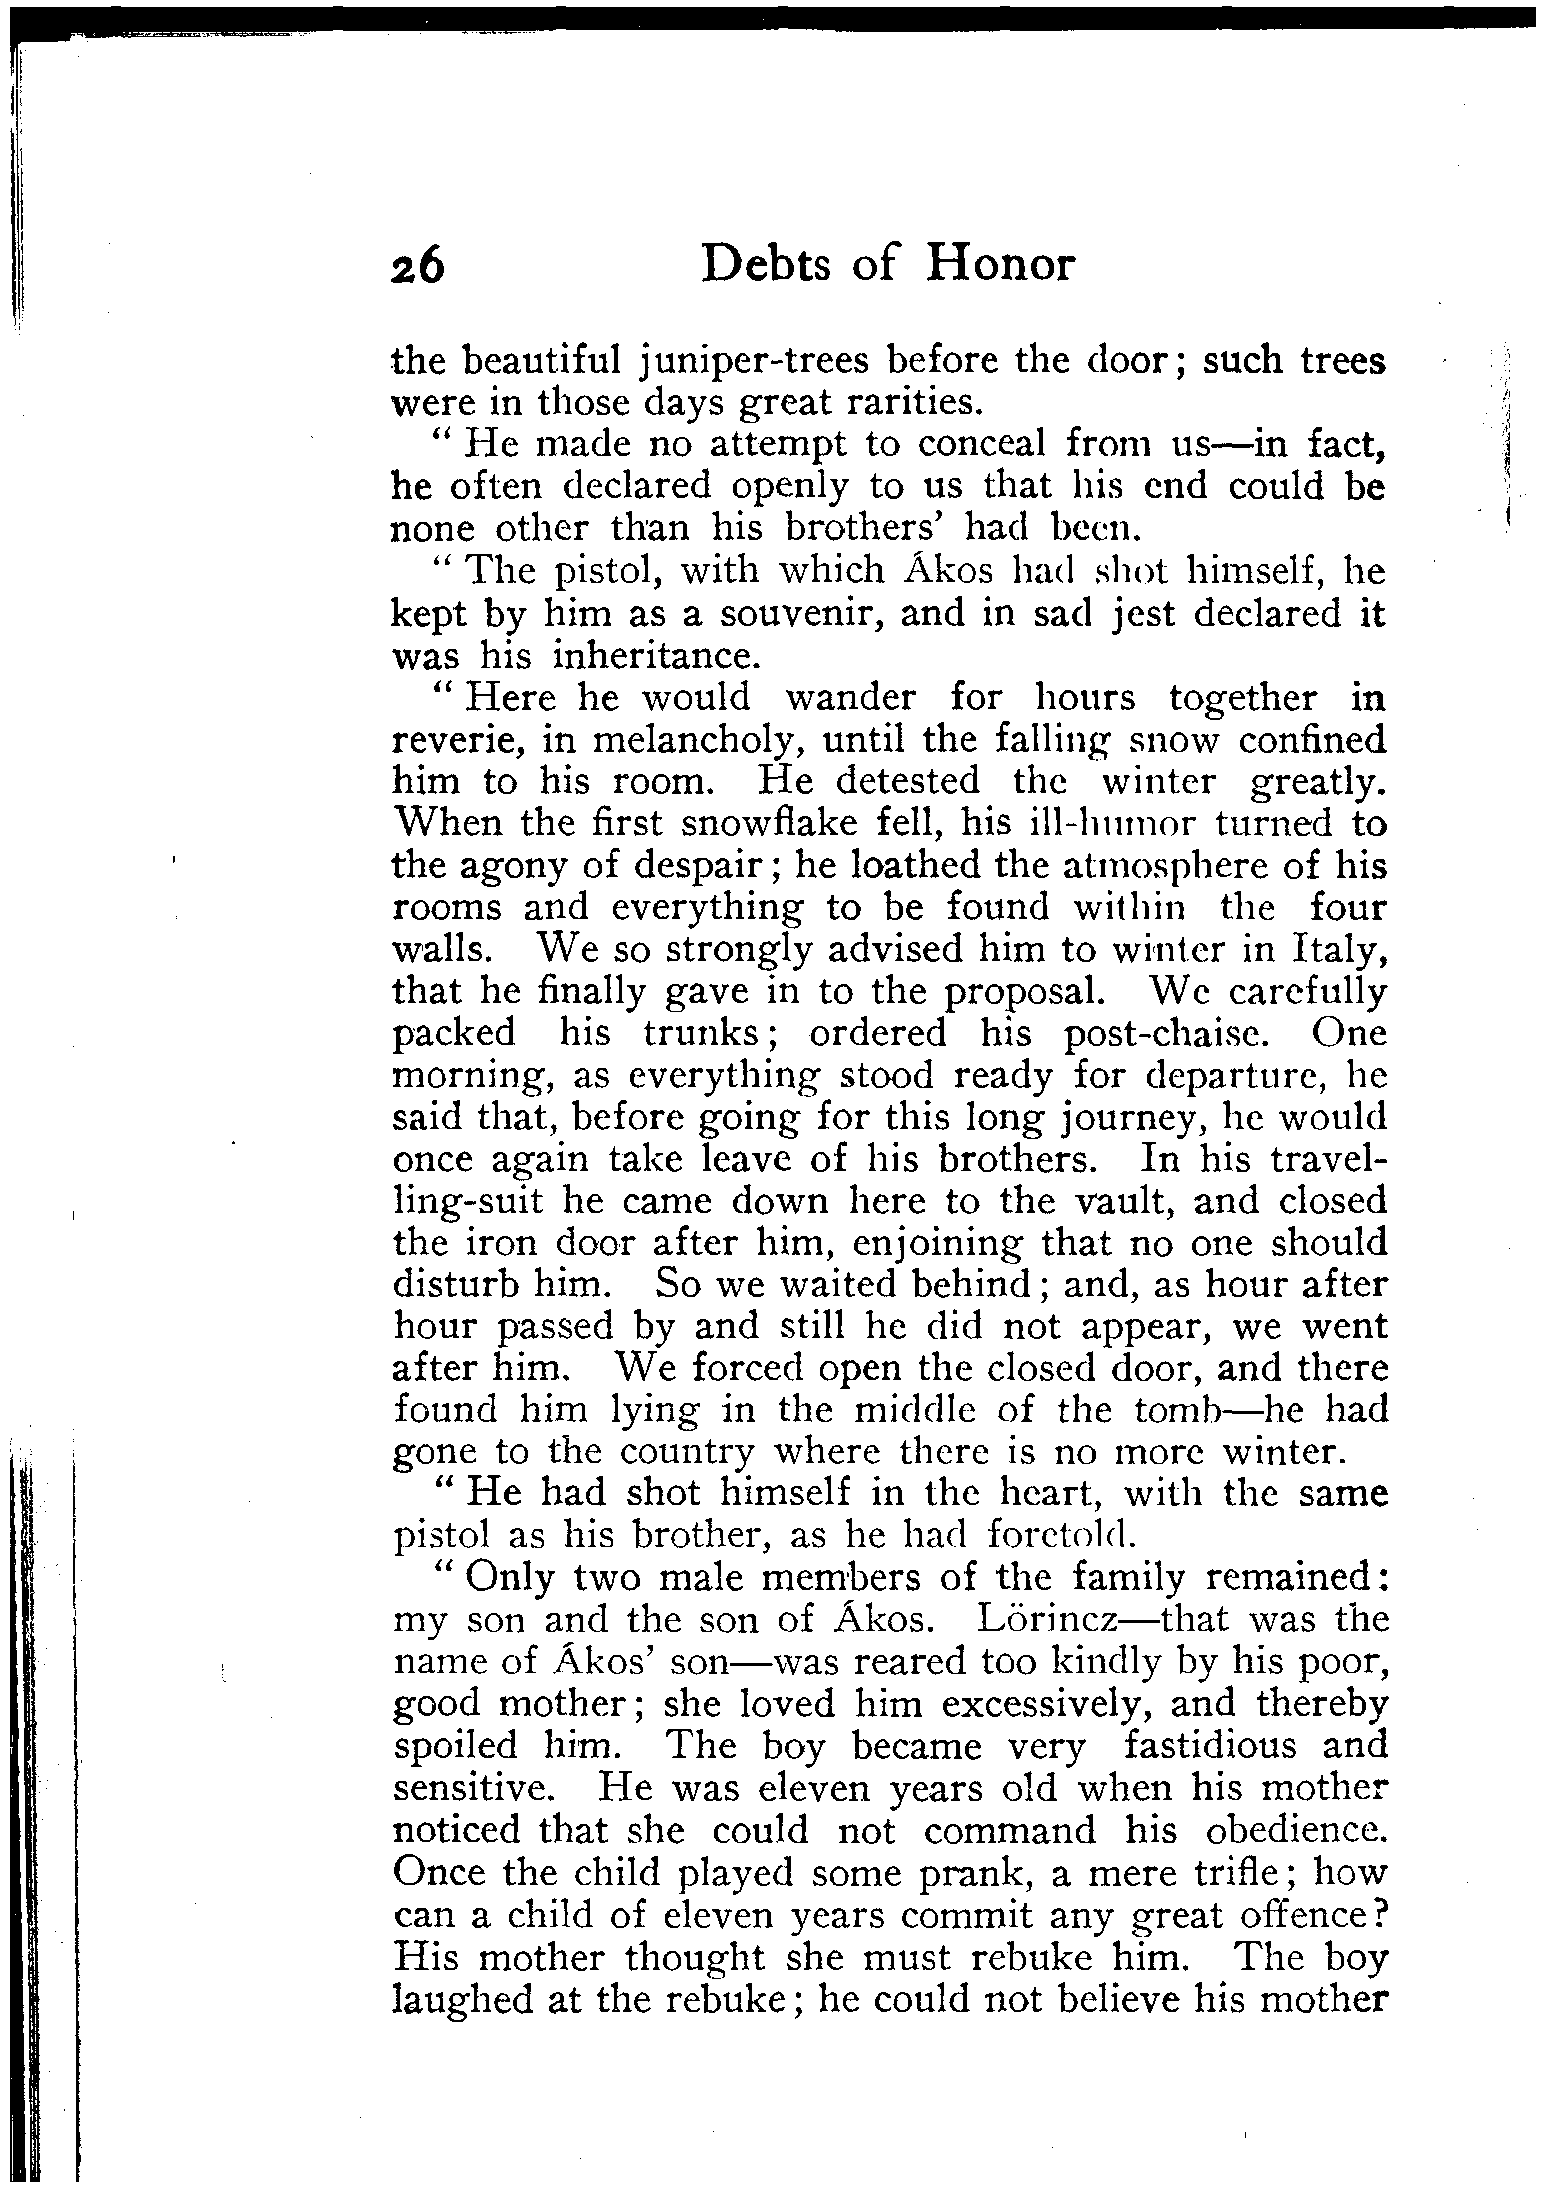 26 Debts of Honor
the beautiful juniper-trees before the door; such trees
were in those days great rarities.
" He made no attempt to conceal from us—in fact,
he often declared openly to us that his end could be
none other than his brothers' had been.
" The pistol, with which Ákos had shot himself, he
kept by him as a souvenir, and in sad jest declared it
was his inheritance.
" Here he would wander for hours together in
reverie, in melancholy, until the falling snow confined
him to his room. He detested the winter greatly.
When the first snowflake fell, his ill-humor turned to
the agony of despair; he loathed the atmosphere of his
rooms and everything to be found within the four
walls. We so strongly advised him to winter in Italy,
that he finally gave in to the proposal. We carefully
packed his trunks; ordered his post-chaise. One
morning, as everything stood ready for departure, he
said that, before going for this long journey, he would
once again take leave of his brothers. In his travel-
ling-suit he came down here to the vault, and closed
the iron door after him, enjoining that no one should
disturb him. So we waited behind; and, as hour after
hour passed by and still he did not appear, we went
after him. We forced open the closed door, and there
found him lying in the middle of the tomb—he had
gone to the country where there is no more winter.
" He had shot himself in the heart, with the same
pistol as his brother, as he had foretold.
" Only two male members of the family remained:
my son and the son of Ákos. Lörincz—that was the
name of Ákos' son—was reared too kindly by his poor,
good mother; she loved him excessively, and thereby
spoiled him. The boy became very fastidious and
sensitive. He was eleven years old when his mother
noticed that she could not command his obedience.
Once the child played some prank, a mere trifle; how
can a child of eleven years commit any great offence?
His mother thought she must rebuke him. The boy
laughed at the rebuke; he could not believe his mother